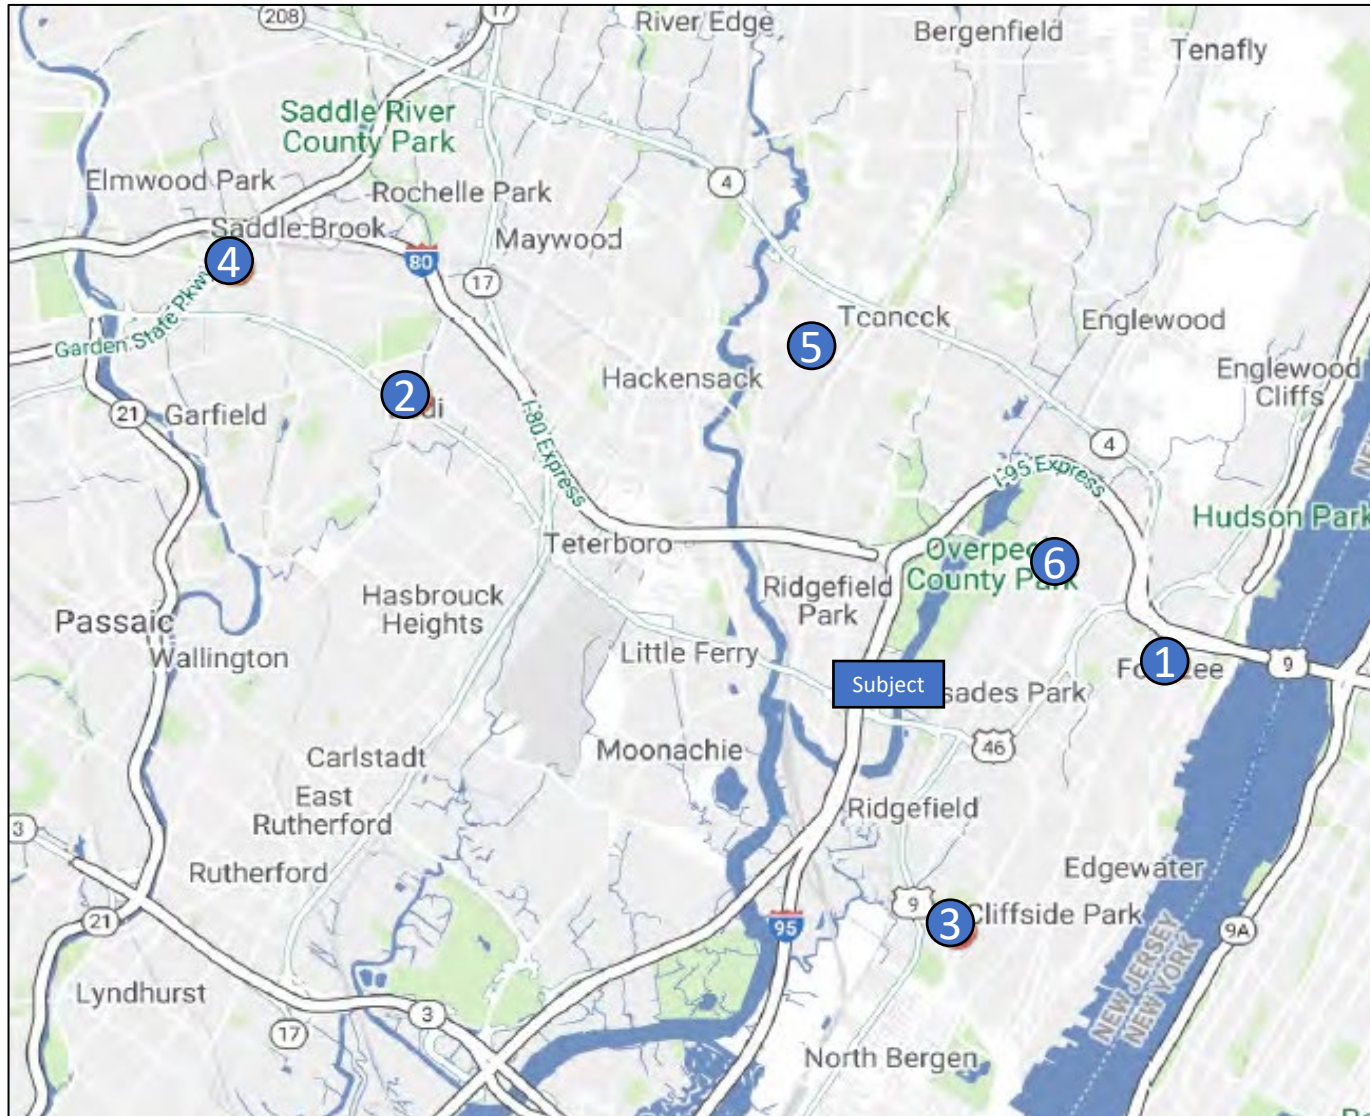 208
17
River Edge
Bergenfield
Tenafly
Saddle River
County Park
Elmwood Park
Rochelle Park
4
Saddle Brook
Maywood
4
80
17
Garden State Pkwy
Teaneck
Englewood
5
Englewood
Cliffs
Hackensack
2
di
21
Garfield
I-80 Express
4
I-95 Express
Hudson Park
Teterboro
Overpeck
County Park
6
Ridgefield
Park
Hasbrouck
Heights
Passaic
Wallington
Little Ferry
1
Fo
ee
9
Subject
sades Park
46
Moonachie
Carlstadt
East
Rutherford
Ridgefield
3
Rutherford
Edgewater
9
3
Cliffside Park
21
95
9A
Lyndhurst
3
17
NEW JERSEY
NEW YORK
North Bergen